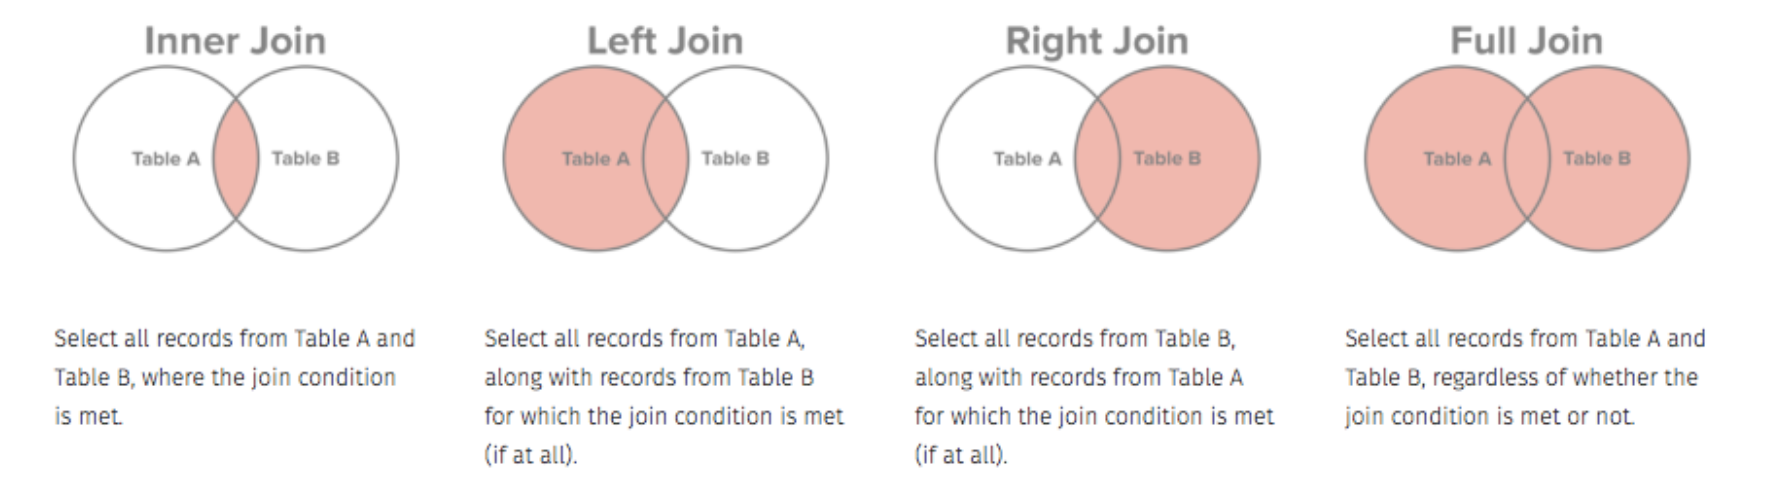 Inner Join
Table A
Table B
Select all records from Table A and
Table B, where the join condition
is met.
Left Join
Table A
Table B
Select all records from Table A,
along with records from Table B
for which the join condition is met
(if at all).
Right Join
Table A
Table B
Select all records from Table B,
along with records from Table A
for which the join condition is met
(if at all).
Full Join
Table A
Table B
Select all records from Table A and
Table B, regardless of whether the
join condition is met or not.